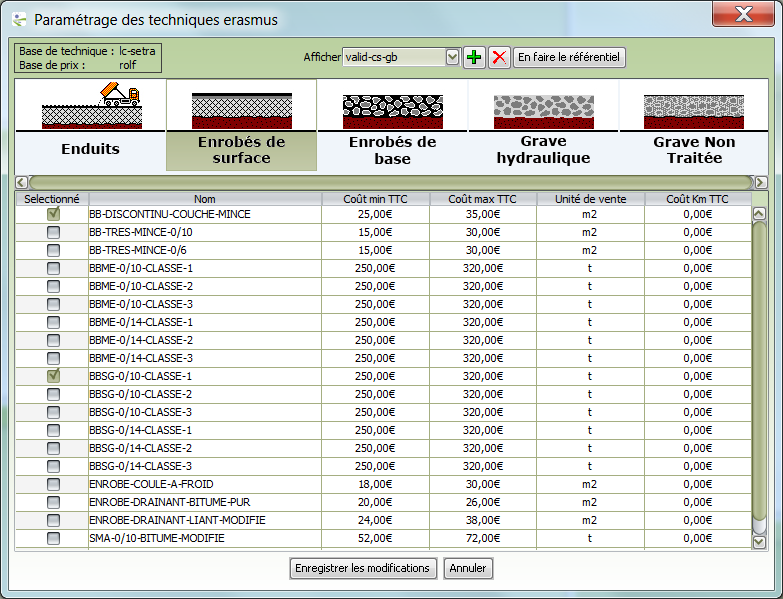 Paramétrage des techniques erasmus
Base de technique : lc-setra
Base de prix : rolf
Afficher valid-cs-gb En faire le référentiel
Enduits
Enrobés de surface
Enrobés de base
Grave hydraulique
Grave Non Traitée
Selectionné Nom Coût min TTC Coût max TTC Unité de vente Coût Km TTC
BB-DISCONTINU-COUCHE-MINCE 25,00€ 35,00€ m2 0,00€
BB-TRES-MINCE-0/10 15,00€ 30,00€ m2 0,00€
BB-TRES-MINCE-0/6 15,00€ 30,00€ m2 0,00€
BBME-0/10-CLASSE-1 250,00€ 320,00€ t 0,00€
BBME-0/10-CLASSE-2 250,00€ 320,00€ t 0,00€
BBME-0/10-CLASSE-3 250,00€ 320,00€ t 0,00€
BBME-0/14-CLASSE-1 250,00€ 320,00€ t 0,00€
BBME-0/14-CLASSE-2 250,00€ 320,00€ t 0,00€
BBME-0/14-CLASSE-3 250,00€ 320,00€ t 0,00€
BBSG-0/10-CLASSE-1 250,00€ 320,00€ t 0,00€
BBSG-0/10-CLASSE-2 250,00€ 320,00€ t 0,00€
BBSG-0/10-CLASSE-3 250,00€ 320,00€ t 0,00€
BBSG-0/14-CLASSE-1 250,00€ 320,00€ t 0,00€
BBSG-0/14-CLASSE-2 250,00€ 320,00€ t 0,00€
BBSG-0/14-CLASSE-3 250,00€ 320,00€ t 0,00€
ENROBE-COULE-A-FROID 18,00€ 30,00€ m2 0,00€
ENROBE-DRAINANT-BITUME-PUR 20,00€ 26,00€ m2 0,00€
ENROBE-DRAINANT-LIANT-MODIFIE 24,00€ 38,00€ m2 0,00€
SMA-0/10-BITUME-MODIFIE 52,00€ 72,00€ t 0,00€
Enregistrer les modifications Annuler